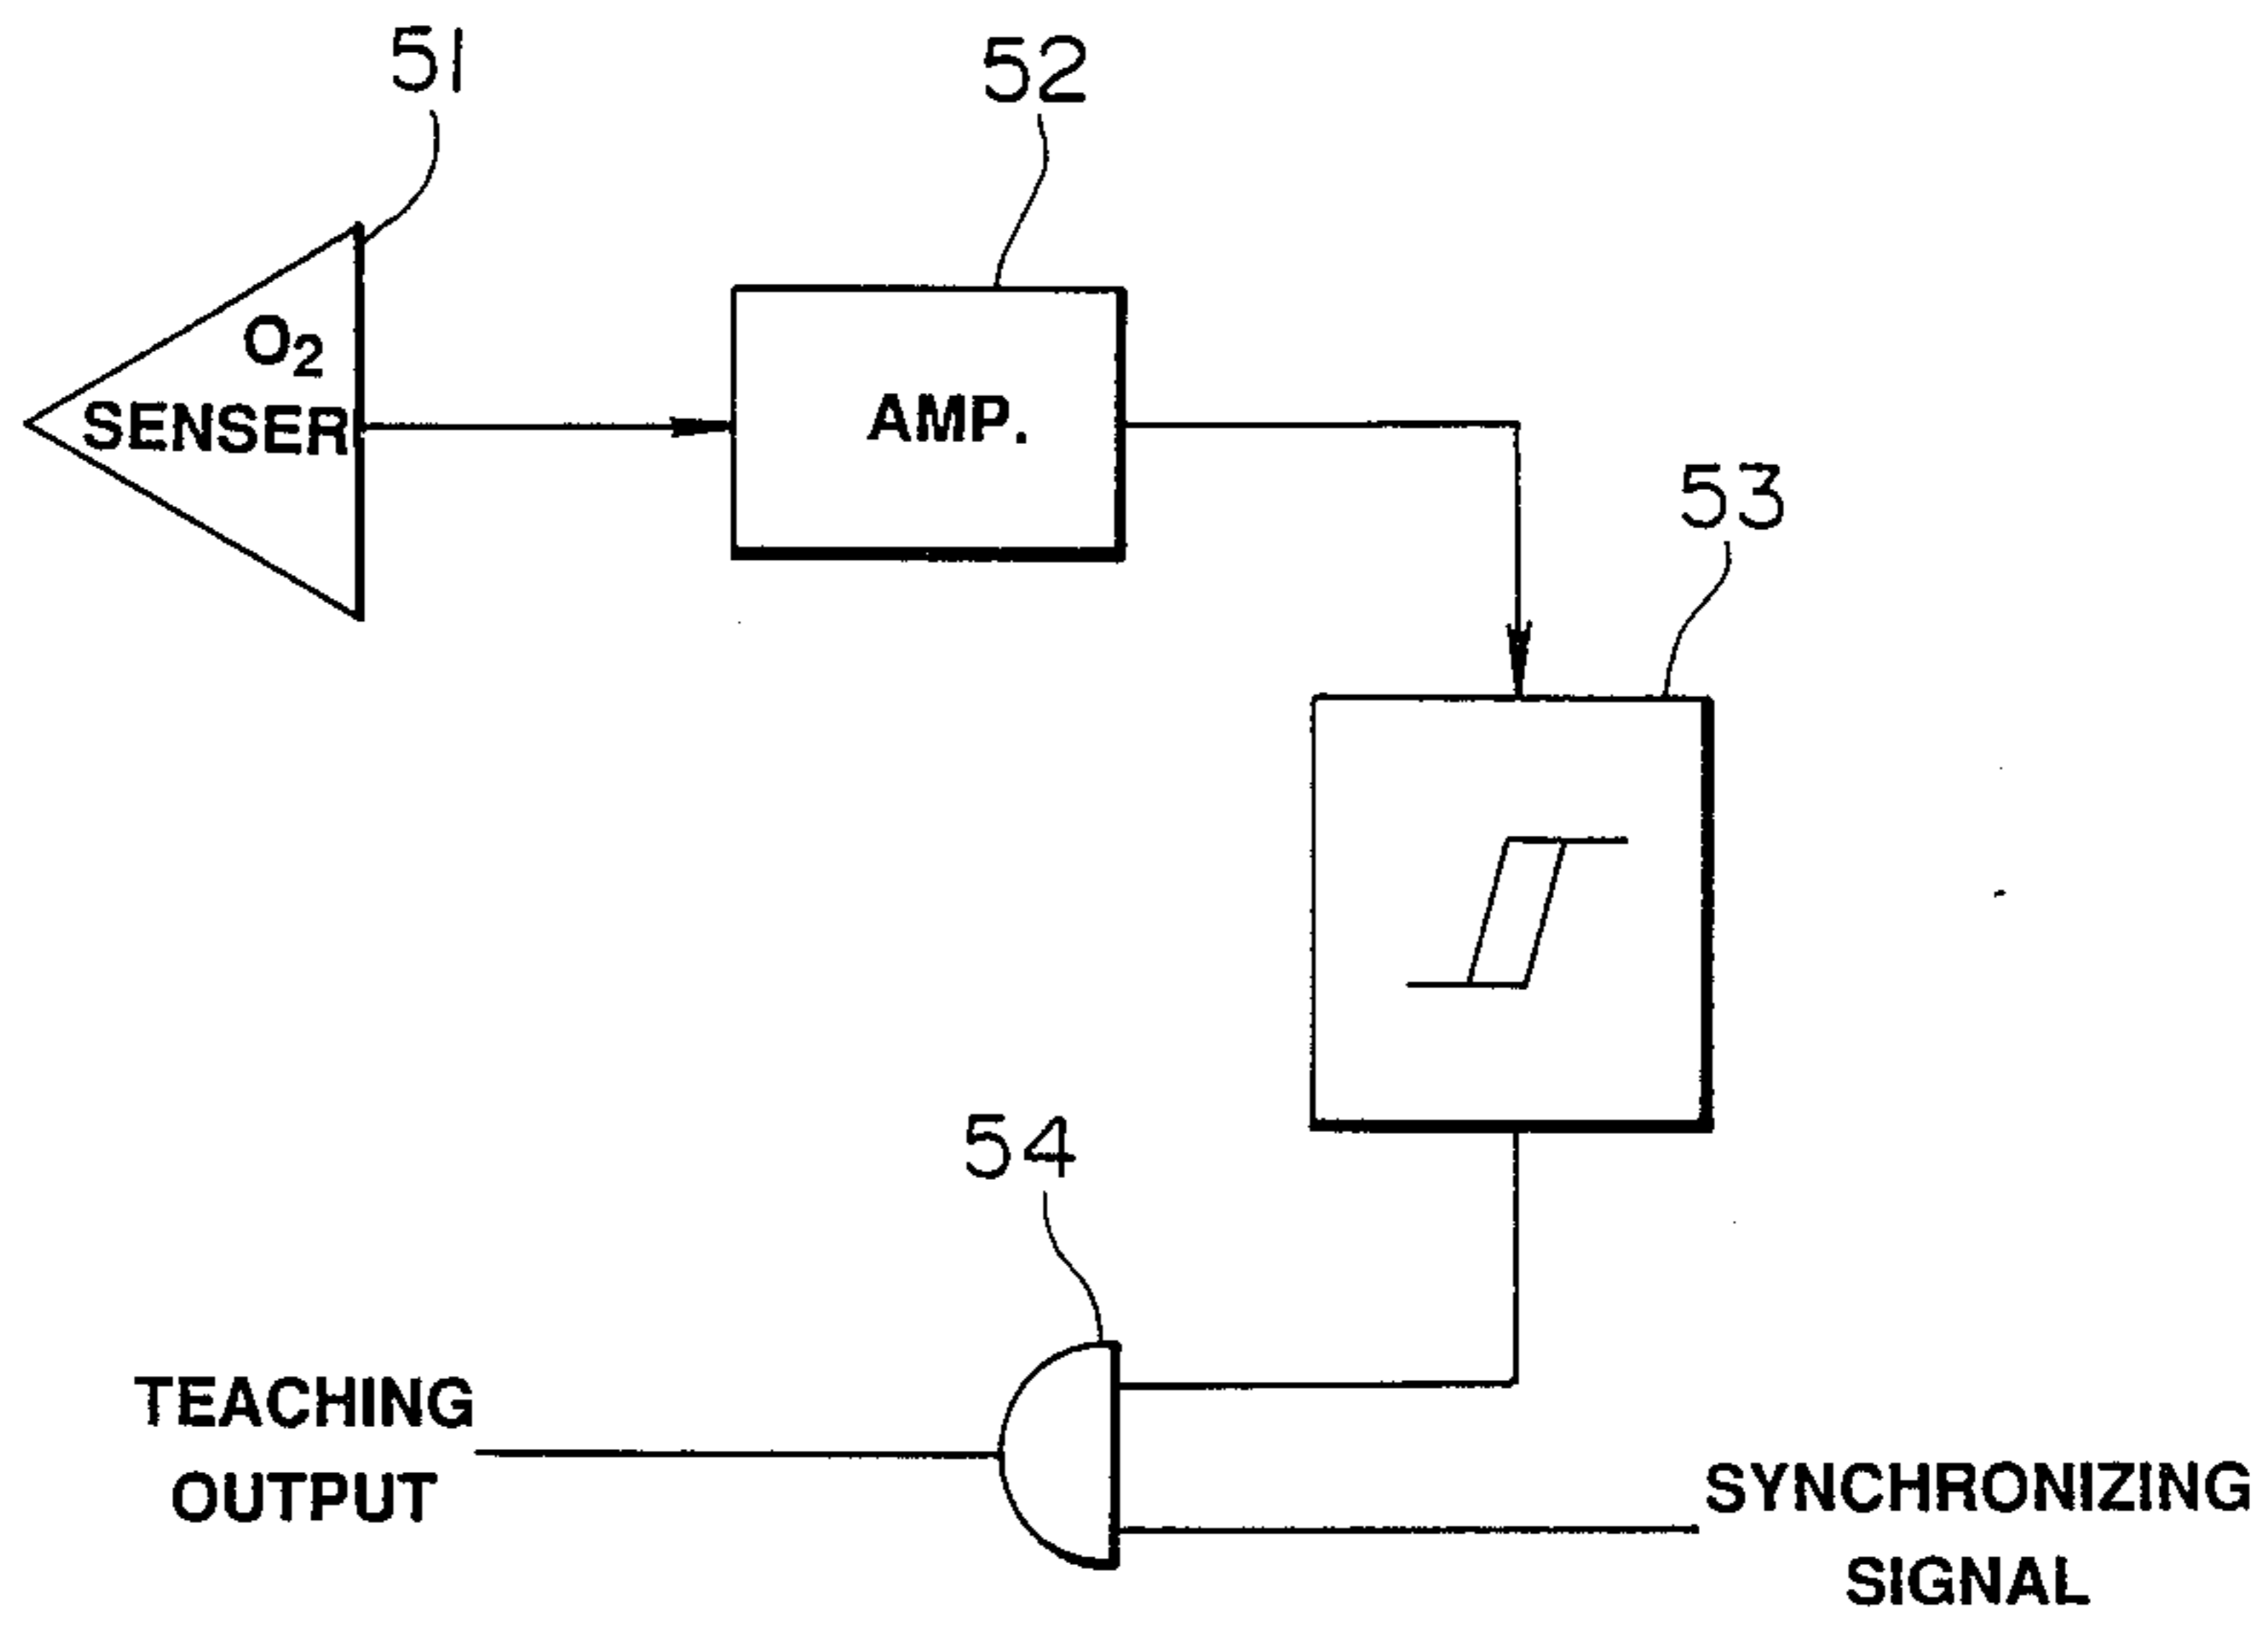 51
52
O2
SENSER
AMP.
53
54
TEACHING
OUTPUT
SYNCHRONIZING
SIGNAL